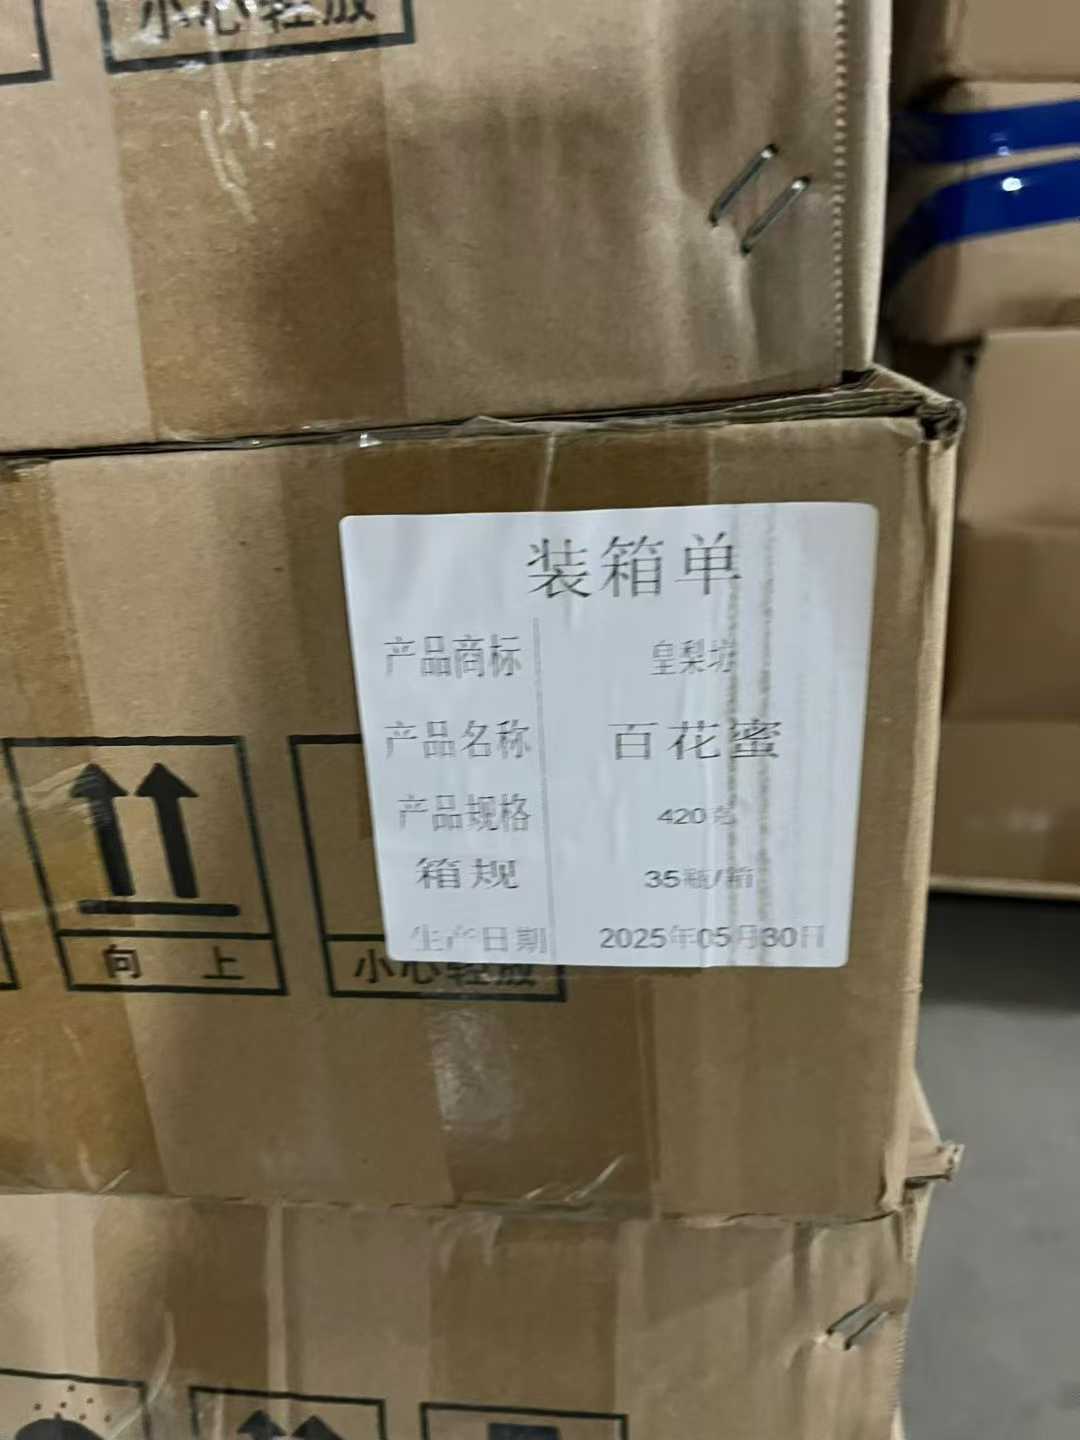 小心轻放
装箱单
产品商标 皇梨坊
产品名称 百花蜜
产品规格 420克
箱规 35瓶/箱
生产日期 2025年05月30日
向上
小心轻放